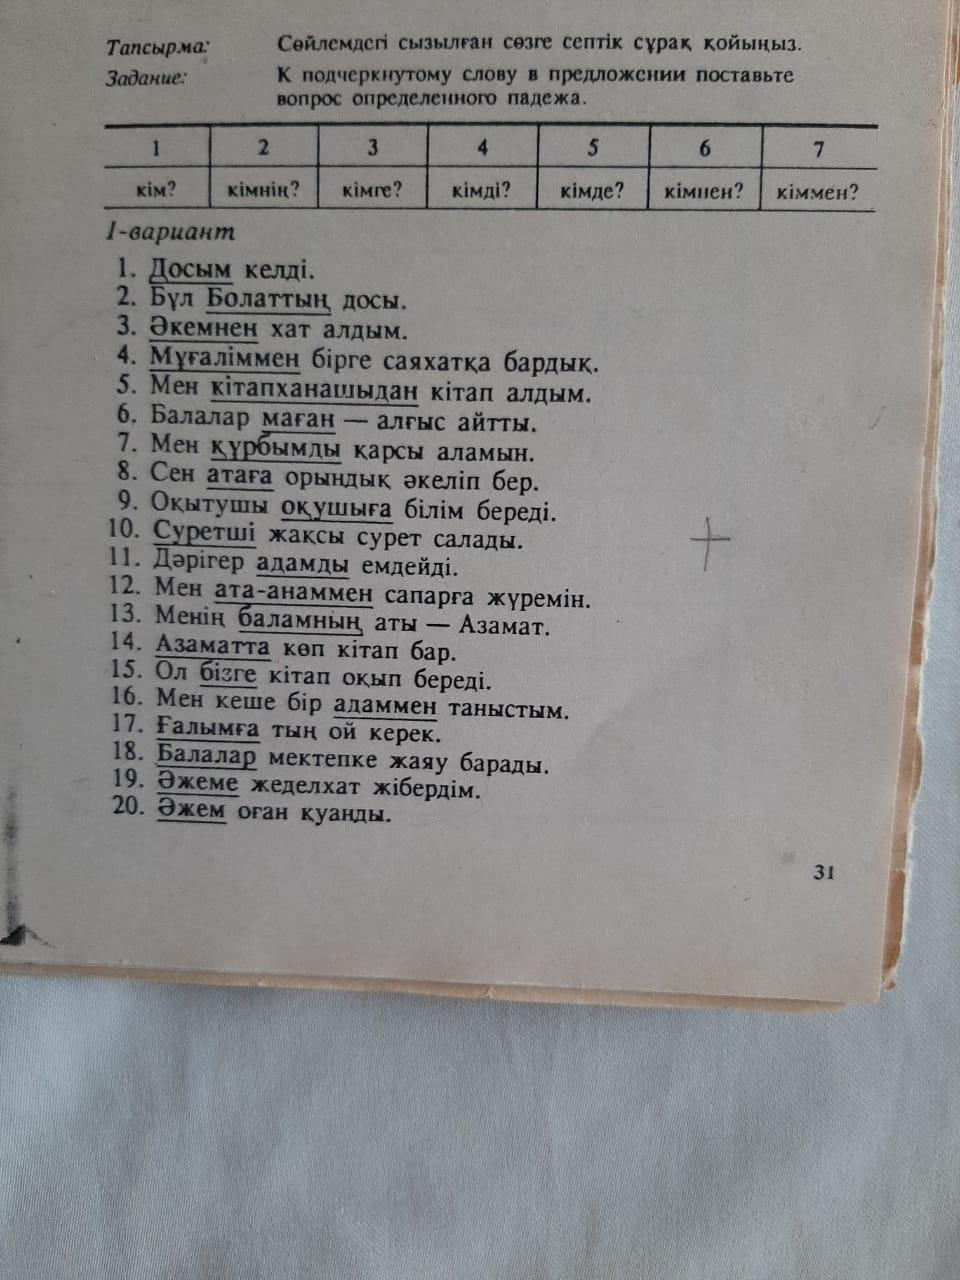 Тапсырма: Сөйлемдегі сызылған сөзге септік сұрақ қойыңыз.
Задание: К подчеркнутому слову в предложении поставьте
вопрос определенного падежа.
1 2 3 4 5 6 7
кім? кімнің? кімге? кімді? кімде? кімнен? кіммен?
1-вариант
1. Досым келді.
2. Бұл Болаттың досы.
3. Әкемнен хат алдым.
4. Мұғаліммен бірге саяхатқа бардық.
5. Мен кітапханашыдан кітап алдым.
6. Балалар маған — алғыс айтты.
7. Мен құрбымды қарсы аламын.
8. Сен атаға орындық әкеліп бер.
9. Оқытушы оқушыға білім береді.
10. Суретші жақсы сурет салады.
11. Дәрігер адамды емдейді.
12. Мен ата-анаммен сапарға жүремін.
13. Менің баламның аты — Азамат.
14. Азаматта көп кітап бар.
15. Ол бізге кітап оқып береді.
16. Мен кеше бір адаммен таныстым.
17. Ғалымға тың ой керек.
18. Балалар мектепке жаяу барады.
19. Әжеме жеделхат жібердім.
20. Әжем оған қуанды.
31